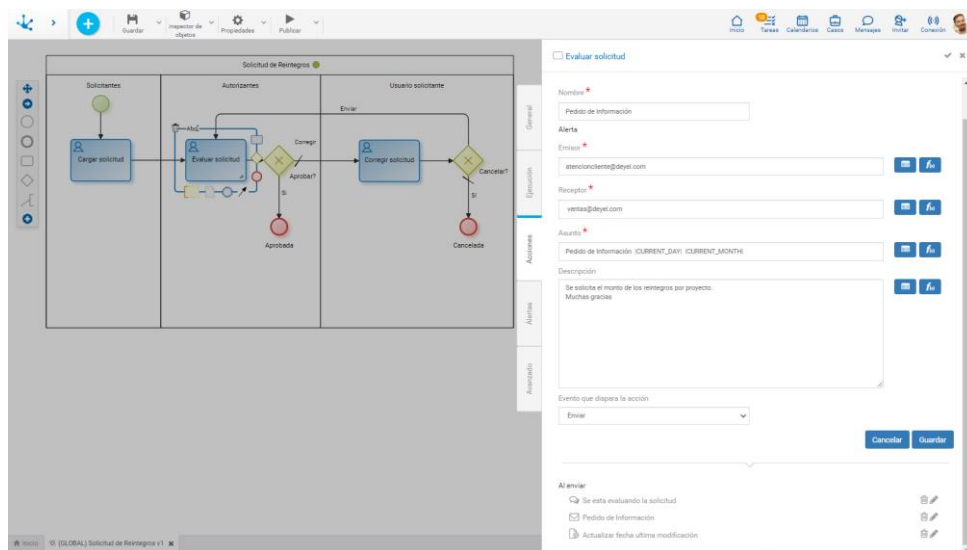 Guardar
Inspector de
objetos
Propiedades
Publicar
Inicio
Tareas
Calendarios
Casos
Mensajes
Invitar
Conexión
Solicitud de Reintegros
Solicitantes
Autorizantes
Usuario solicitante
Enviar
Abc
Corregir
Cargar solicitud
Evaluar solicitud
Corregir solicitud
Aprobar?
Cancelar?
Si
Si
Aprobada
Cancelada
General
Ejecución
Acciones
Alertas
Avanzado
Evaluar solicitud
Nombre *
Pedido de Información
Alerta
Emisor *
atencioncliente@deyel.com
Receptor *
ventas@deyel.com
Asunto *
Pedido de Información |CURRENT_DAY| |CURRENT_MONTH|
Descripción
Se solicita el monto de los reintegros por proyecto.
Muchas gracias
Evento que dispara la acción
Enviar
Cancelar
Guardar
Al enviar
Se esta evaluando la solicitud
Pedido de Información
Actualizar fecha ultima modificación
Inicio
(GLOBAL) Solicitud de Reintegros v1